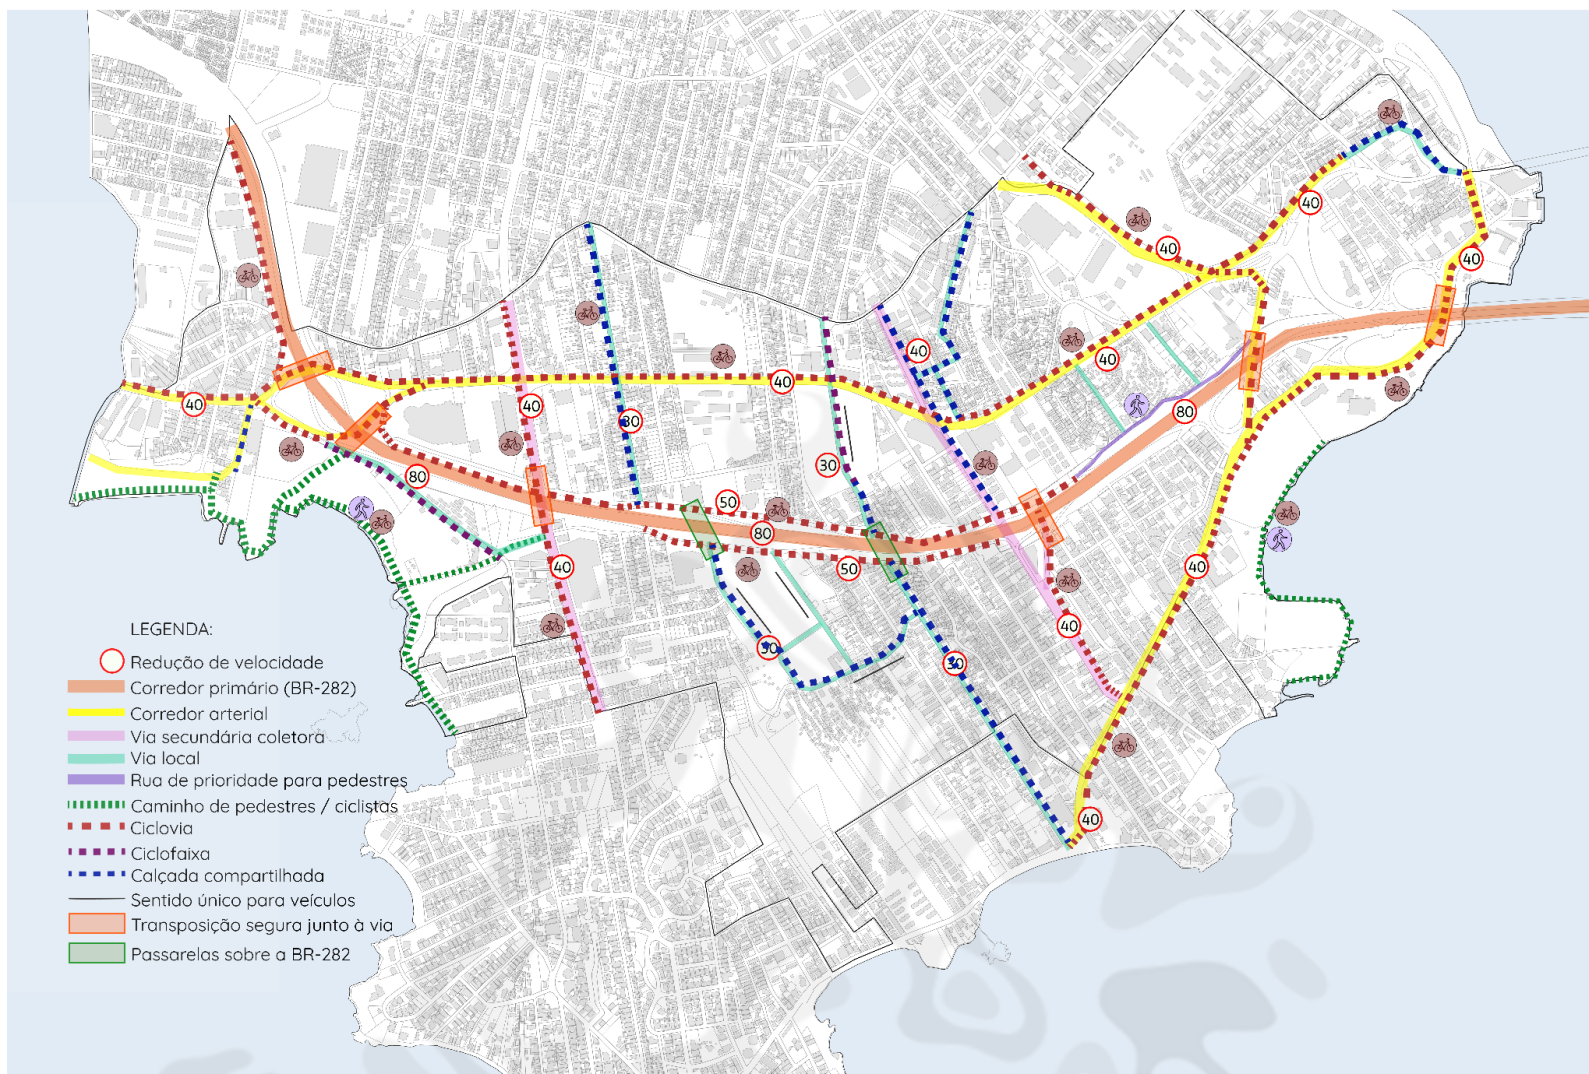 40
40
40
40
40
40
40
40
40
80
30
30
80
50
80
50
40
40
40
30
30
40
LEGENDA:
Redução de velocidade
Corredor primário (BR-282)
Corredor arterial
Via secundária coletora
Via local
Rua de prioridade para pedestres
Caminho de pedestres / ciclistas
Ciclovia
Ciclofaixa
Calçada compartilhada
Sentido único para veículos
Transposição segura junto à via
Passarelas sobre a BR-282